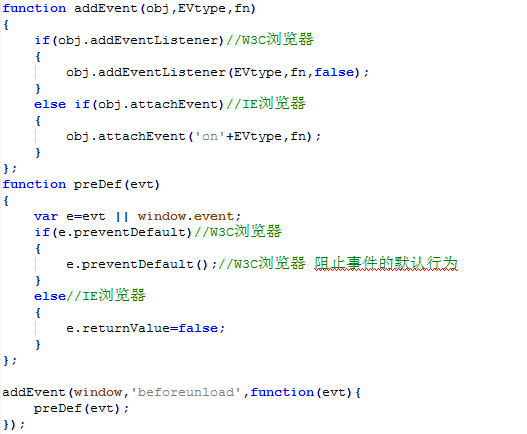 function addEvent(obj,EVtype,fn)
{
    if(obj.addEventListener)//W3C浏览器
    {
        obj.addEventListener(EVtype,fn,false);
    }
    else if(obj.attachEvent)//IE浏览器
    {
        obj.attachEvent('on'+EVtype,fn);
    }
};
function preDef(evt)
{
    var e=evt || window.event;
    if(e.preventDefault)//W3C浏览器
    {
        e.preventDefault();//W3C浏览器 阻止事件的默认行为
    }
    else//IE浏览器
    {
        e.returnValue=false;
    }
};

addEvent(window,'beforeunload',function(evt){
    preDef(evt);
});